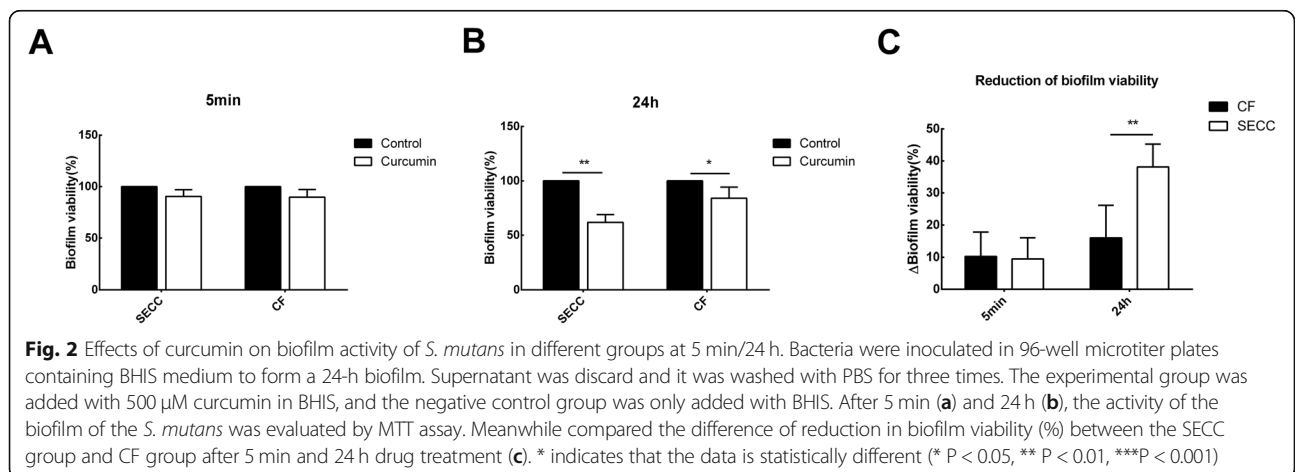 A
B
C
5min
Biofilm viability(%)
150
100
50
0
SECC
CF
Control
Curcumin
24h
Biofilm viability(%)
150
100
50
0
**
*
SECC
CF
Control
Curcumin
Reduction of biofilm viability
ΔBiofilm viability(%)
50
40
30
20
10
0
**
5min
24h
CF
SECC
Fig. 2 Effects of curcumin on biofilm activity of S. mutans in different groups at 5 min/24 h. Bacteria were inoculated in 96-well microtiter plates
containing BHIS medium to form a 24-h biofilm. Supernatant was discard and it was washed with PBS for three times. The experimental group was
added with 500 μM curcumin in BHIS, and the negative control group was only added with BHIS. After 5 min (a) and 24 h (b), the activity of the
biofilm of the S. mutans was evaluated by MTT assay. Meanwhile compared the difference of reduction in biofilm viability (%) between the SECC
group and CF group after 5 min and 24 h drug treatment (c). * indicates that the data is statistically different (* P < 0.05, ** P < 0.01, ***P < 0.001)